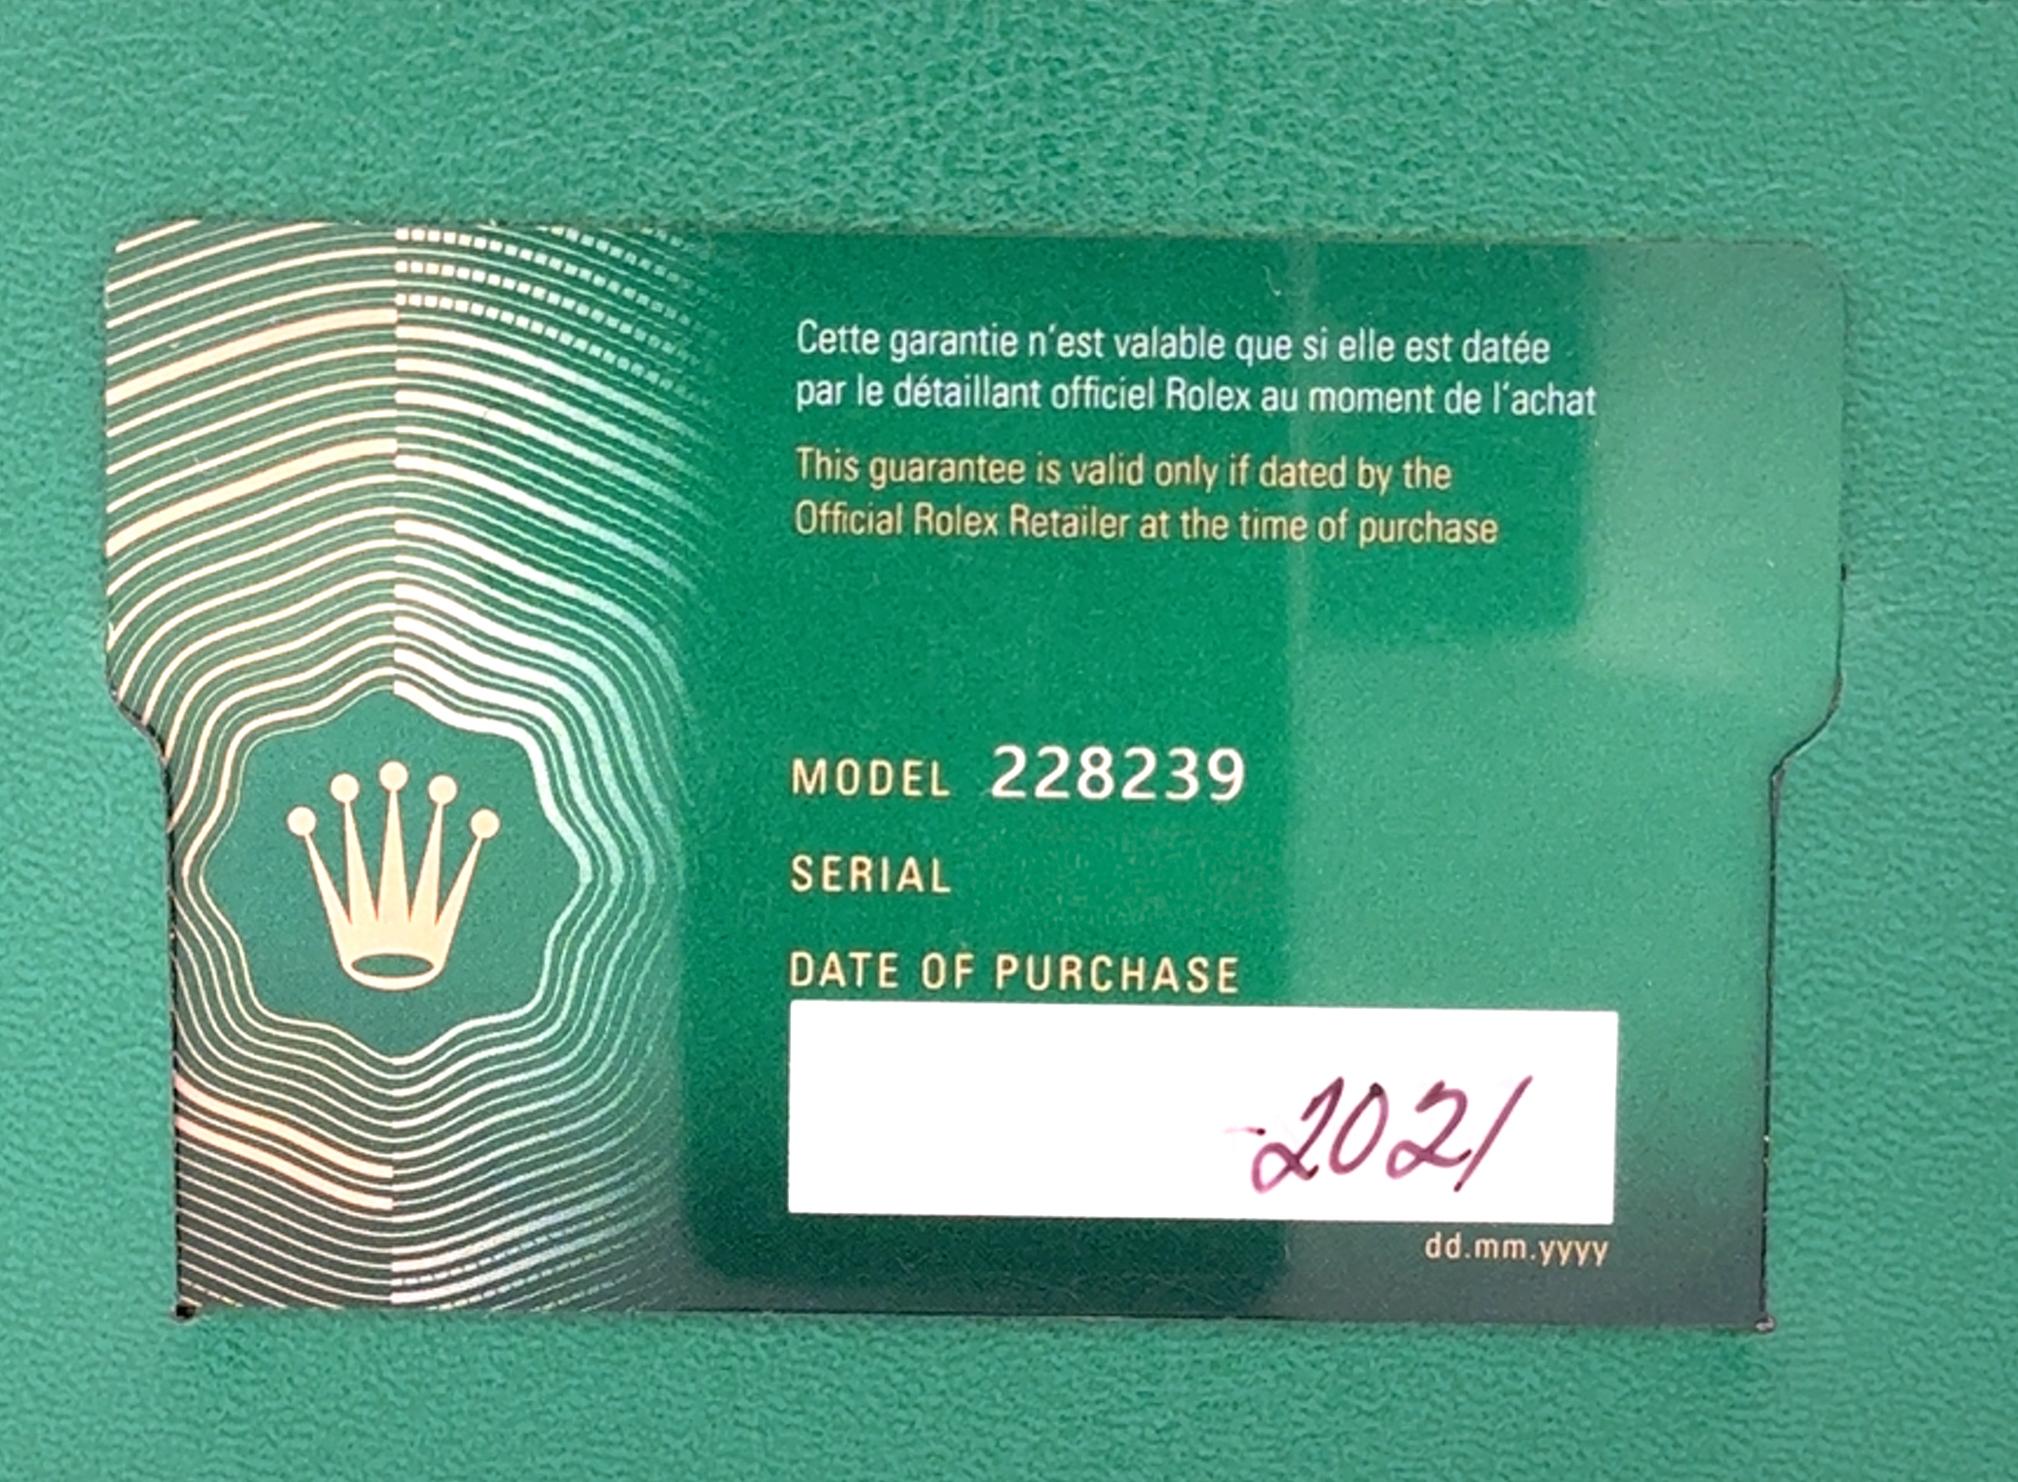 Cette garantie n'est valable que si elle est datée
par le détaillant officiel Rolex au moment de l'achat
This guarantee is valid only if dated by the
Official Rolex Retailer at the time of purchase
MODEL 228239
SERIAL
DATE OF PURCHASE
-2021
dd.mm.yyyy